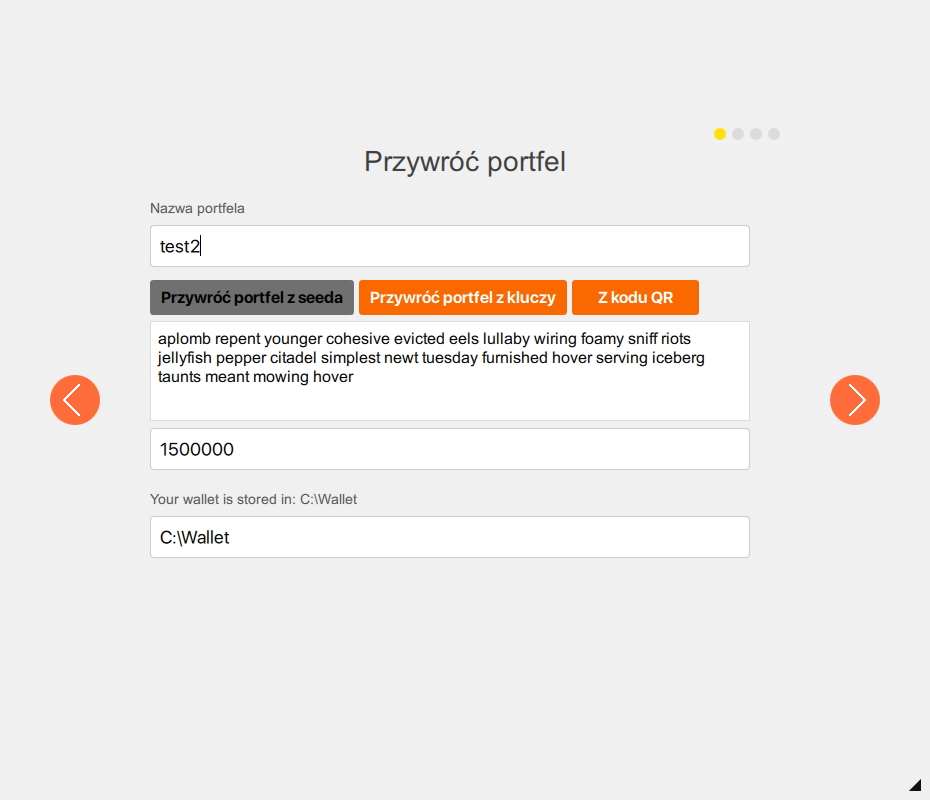 Przywróć portfel
Nazwa portfela
test2
Przywróć portfel z seeda
Przywróć portfel z kluczy
Z kodu QR
aplomb repent younger cohesive evicted eels lullaby wiring foamy sniff riots
jellyfish pepper citadel simplest newt tuesday furnished hover serving iceberg
taunts meant mowing hover
1500000
Your wallet is stored in: C:\Wallet
C:\Wallet